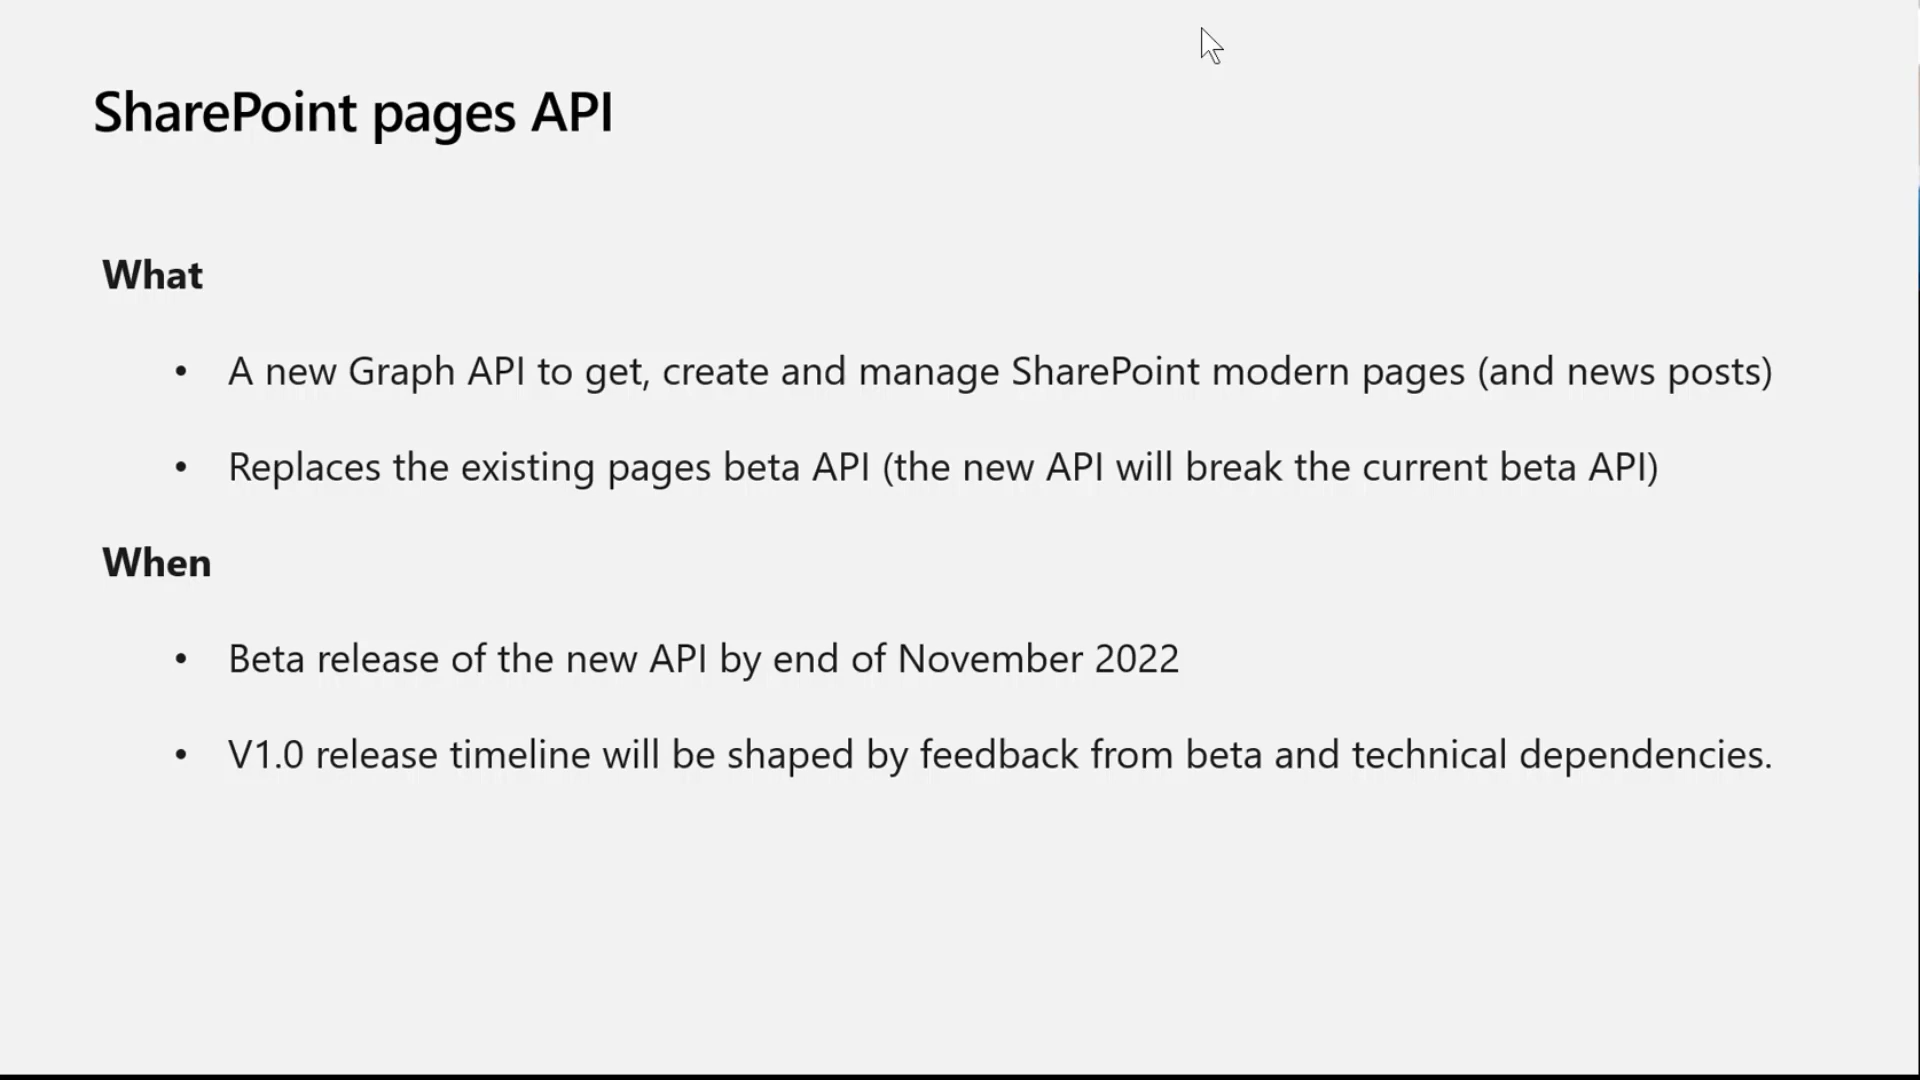 SharePoint pages API
What
• A new Graph API to get, create and manage SharePoint modern pages (and news posts)
• Replaces the existing pages beta API (the new API will break the current beta API)
When
• Beta release of the new API by end of November 2022
• V1.0 release timeline will be shaped by feedback from beta and technical dependencies.